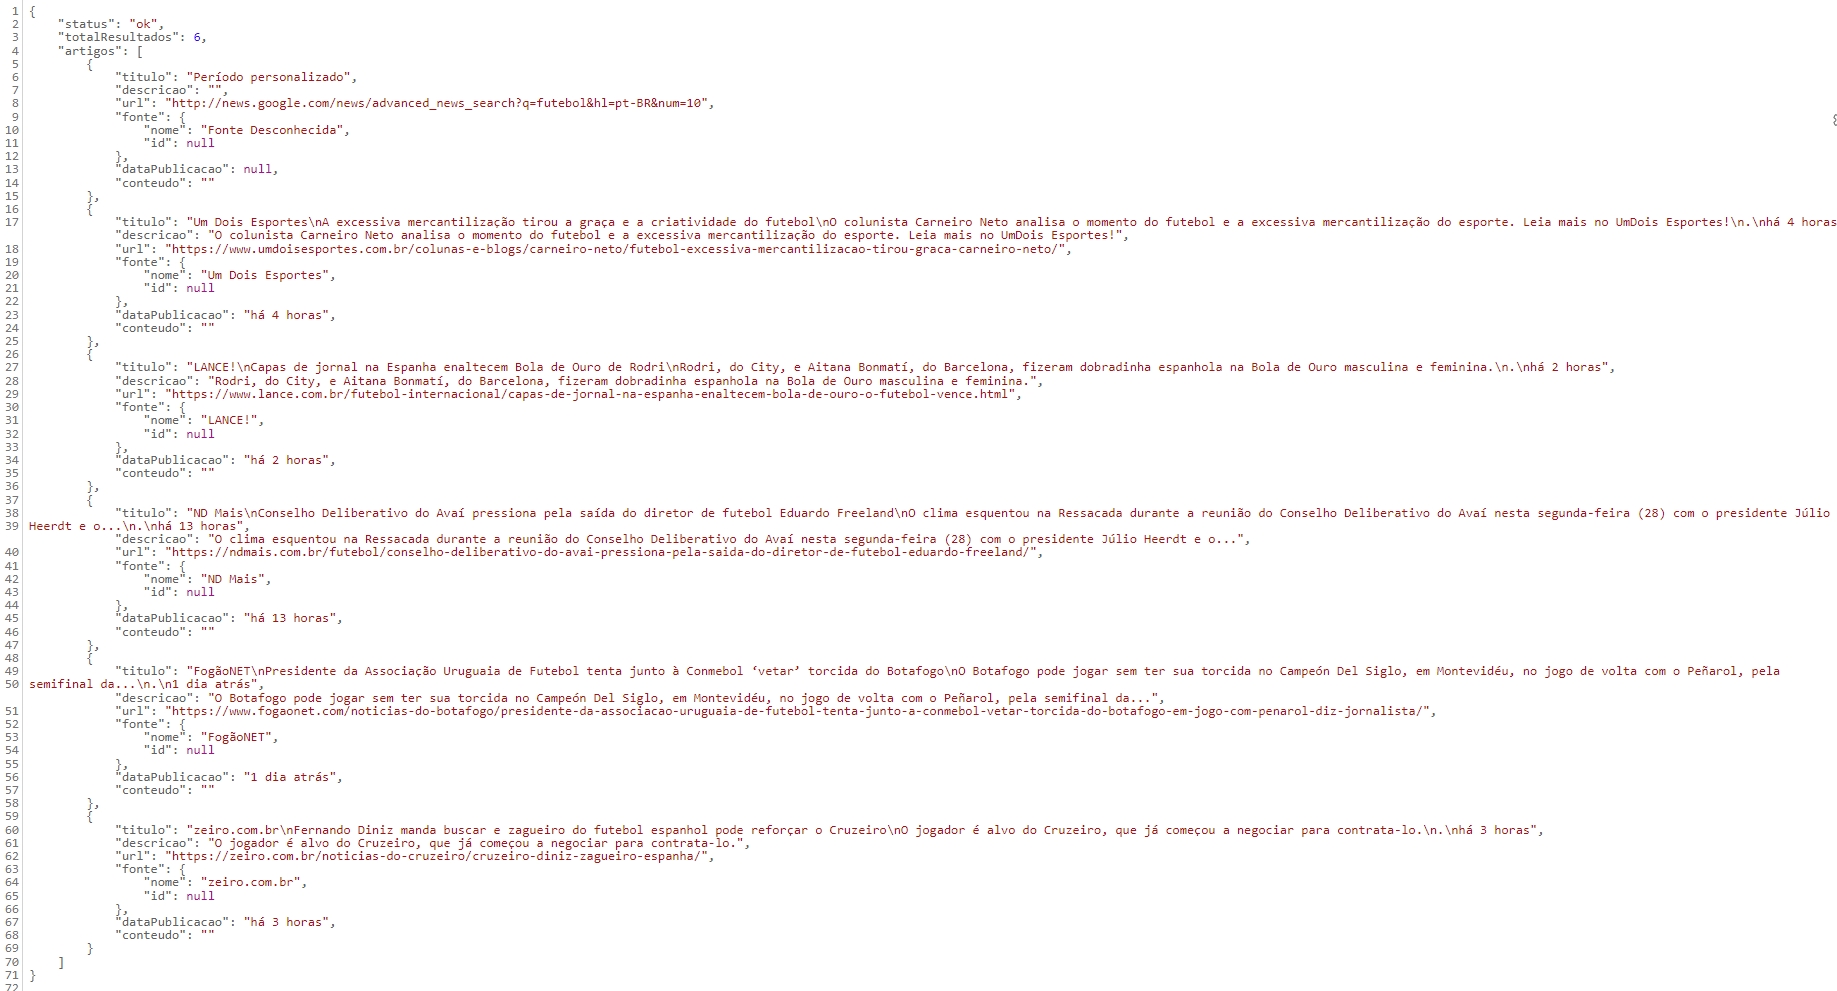 1 {
2     "status": "ok",
3     "totalResultados": 6,
4     "artigos": [
5         {
6             "titulo": "Período personalizado",
7             "descricao": "",
8             "url": "http://news.google.com/news/advanced_news_search?q=futebol&hl=pt-BR&num=10",
9             "fonte": {
10                 "nome": "Fonte Desconhecida",
11                 "id": null
12             },
13             "dataPublicacao": null,
14             "conteudo": ""
15         },
16         {
17             "titulo": "Um Dois Esportes\nA excessiva mercantilização tirou a graça e a criatividade do futebol\nO colunista Carneiro Neto analisa o momento do futebol e a excessiva mercantilização do esporte. Leia mais no UmDois Esportes!\n.\nhá 4 horas
            "descricao": "O colunista Carneiro Neto analisa o momento do futebol e a excessiva mercantilização do esporte. Leia mais no UmDois Esportes!",
18             "url": "https://www.umdoisesportes.com.br/colunas-e-blogs/carneiro-neto/futebol-excessiva-mercantilizacao-tirou-graca-carneiro-neto/",
19             "fonte": {
20                 "nome": "Um Dois Esportes",
21                 "id": null
22             },
23             "dataPublicacao": "há 4 horas",
24             "conteudo": ""
25         },
26         {
27             "titulo": "LANCE!\nCapas de jornal na Espanha enaltecem Bola de Ouro de Rodri\nRodri, do City, e Aitana Bonmatí, do Barcelona, fizeram dobradinha espanhola na Bola de Ouro masculina e feminina.\n.\nhá 2 horas",
28             "descricao": "Rodri, do City, e Aitana Bonmatí, do Barcelona, fizeram dobradinha espanhola na Bola de Ouro masculina e feminina.",
29             "url": "https://www.lance.com.br/futebol-internacional/capas-de-jornal-na-espanha-enaltecem-bola-de-ouro-o-futebol-vence.html",
30             "fonte": {
31                 "nome": "LANCE!",
32                 "id": null
33             },
34             "dataPublicacao": "há 2 horas",
35             "conteudo": ""
36         },
37         {
38             "titulo": "ND Mais\nConselho Deliberativo do Avaí pressiona pela saída do diretor de futebol Eduardo Freeland\nO clima esquentou na Ressacada durante a reunião do Conselho Deliberativo do Avaí nesta segunda-feira (28) com o presidente Júlio
39 Heerdt e o...\n.\nhá 13 horas",
            "descricao": "O clima esquentou na Ressacada durante a reunião do Conselho Deliberativo do Avaí nesta segunda-feira (28) com o presidente Júlio Heerdt e o...",
40             "url": "https://ndmais.com.br/futebol/conselho-deliberativo-do-avai-pressiona-pela-saida-do-diretor-de-futebol-eduardo-freeland/",
41             "fonte": {
42                 "nome": "ND Mais",
43                 "id": null
44             },
45             "dataPublicacao": "há 13 horas",
46             "conteudo": ""
47         },
48         {
49             "titulo": "FogãoNET\nPresidente da Associação Uruguaia de Futebol tenta junto à Conmebol ‘vetar’ torcida do Botafogo\nO Botafogo pode jogar sem ter sua torcida no Campeón Del Siglo, em Montevidéu, no jogo de volta com o Peñarol, pela
50 semifinal da...\n.\n1 dia atrás",
            "descricao": "O Botafogo pode jogar sem ter sua torcida no Campeón Del Siglo, em Montevidéu, no jogo de volta com o Peñarol, pela semifinal da...",
51             "url": "https://www.fogaonet.com/noticias-do-botafogo/presidente-da-associacao-uruguaia-de-futebol-tenta-junto-a-conmebol-vetar-torcida-do-botafogo-em-jogo-com-penarol-diz-jornalista/",
52             "fonte": {
53                 "nome": "FogãoNET",
54                 "id": null
55             },
56             "dataPublicacao": "1 dia atrás",
57             "conteudo": ""
58         },
59         {
60             "titulo": "zeiro.com.br\nFernando Diniz manda buscar e zagueiro do futebol espanhol pode reforçar o Cruzeiro\nO jogador é alvo do Cruzeiro, que já começou a negociar para contrata-lo.\n.\nhá 3 horas",
61             "descricao": "O jogador é alvo do Cruzeiro, que já começou a negociar para contrata-lo.",
62             "url": "https://zeiro.com.br/noticias-do-cruzeiro/cruzeiro-diniz-zagueiro-espanha/",
63             "fonte": {
64                 "nome": "zeiro.com.br",
65                 "id": null
66             },
67             "dataPublicacao": "há 3 horas",
68             "conteudo": ""
69         }
70     ]
71 }
72